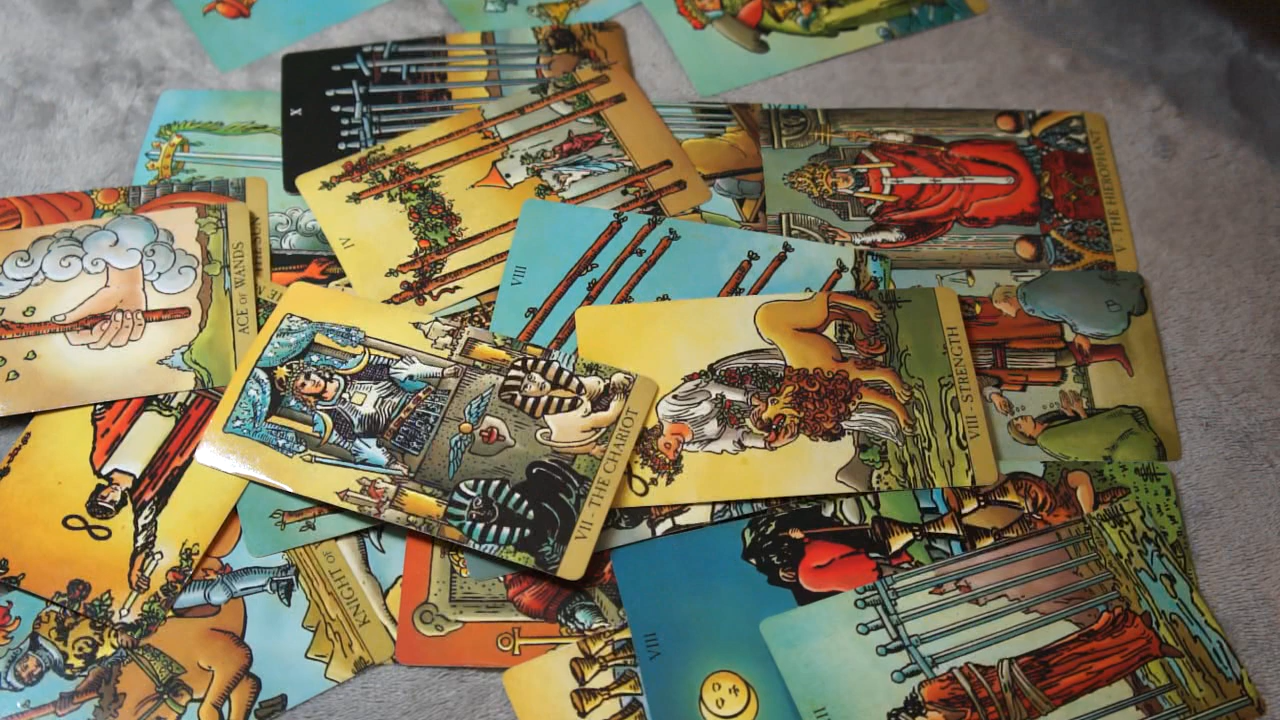 X
V - THE HIEROPHANT
IV
VIII
ACE OF WANDS
VIII - STRENGTH
VII - THE CHARIOT
KNIGHT OF
VIII